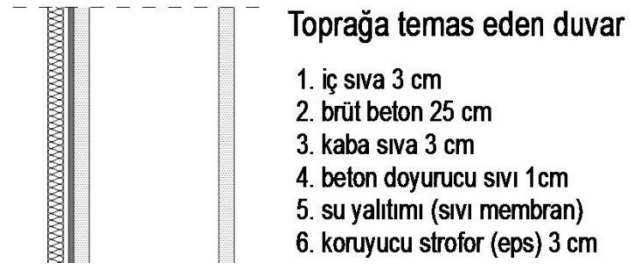 Toprağa temas eden duvar
1. iç sıva 3 cm
2. brüt beton 25 cm
3. kaba sıva 3 cm
4. beton doyurucu sıvı 1cm
5. su yalıtımı (sıvı membran)
6. koruyucu strofor (eps) 3 cm